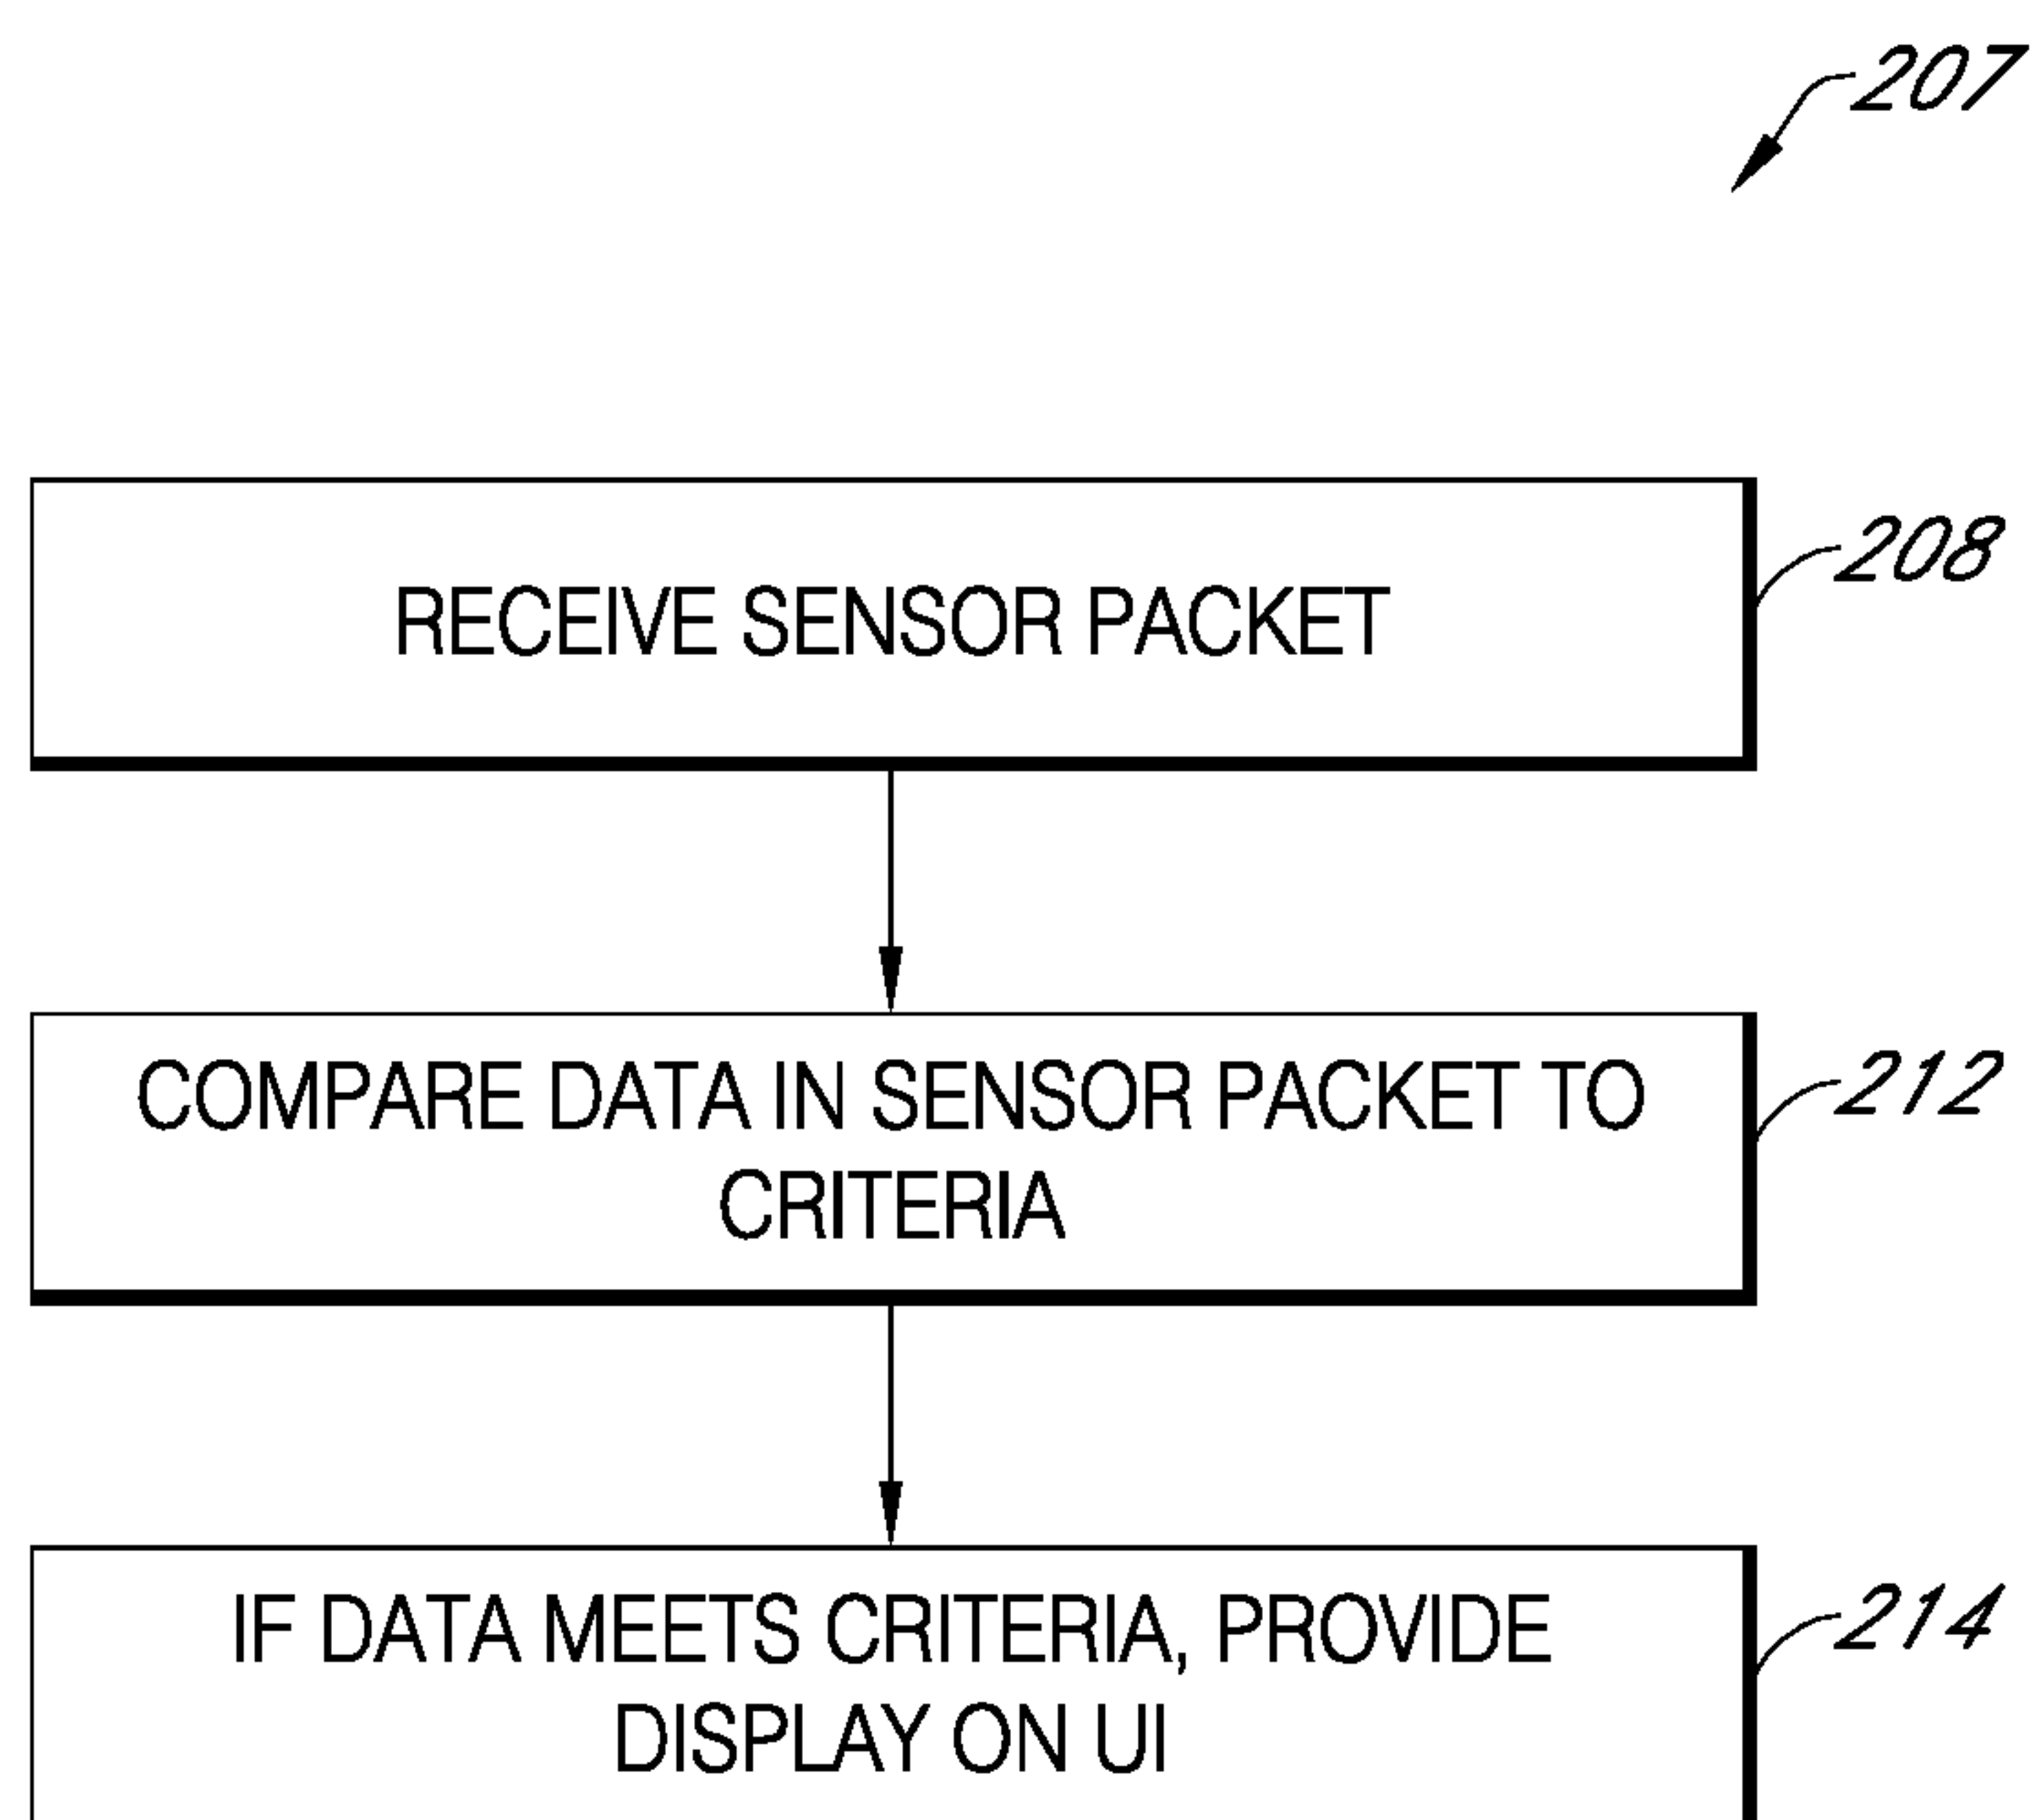 207
RECEIVE SENSOR PACKET
208
COMPARE DATA IN SENSOR PACKET TO
CRITERIA
212
IF DATA MEETS CRITERIA, PROVIDE
DISPLAY ON UI
214